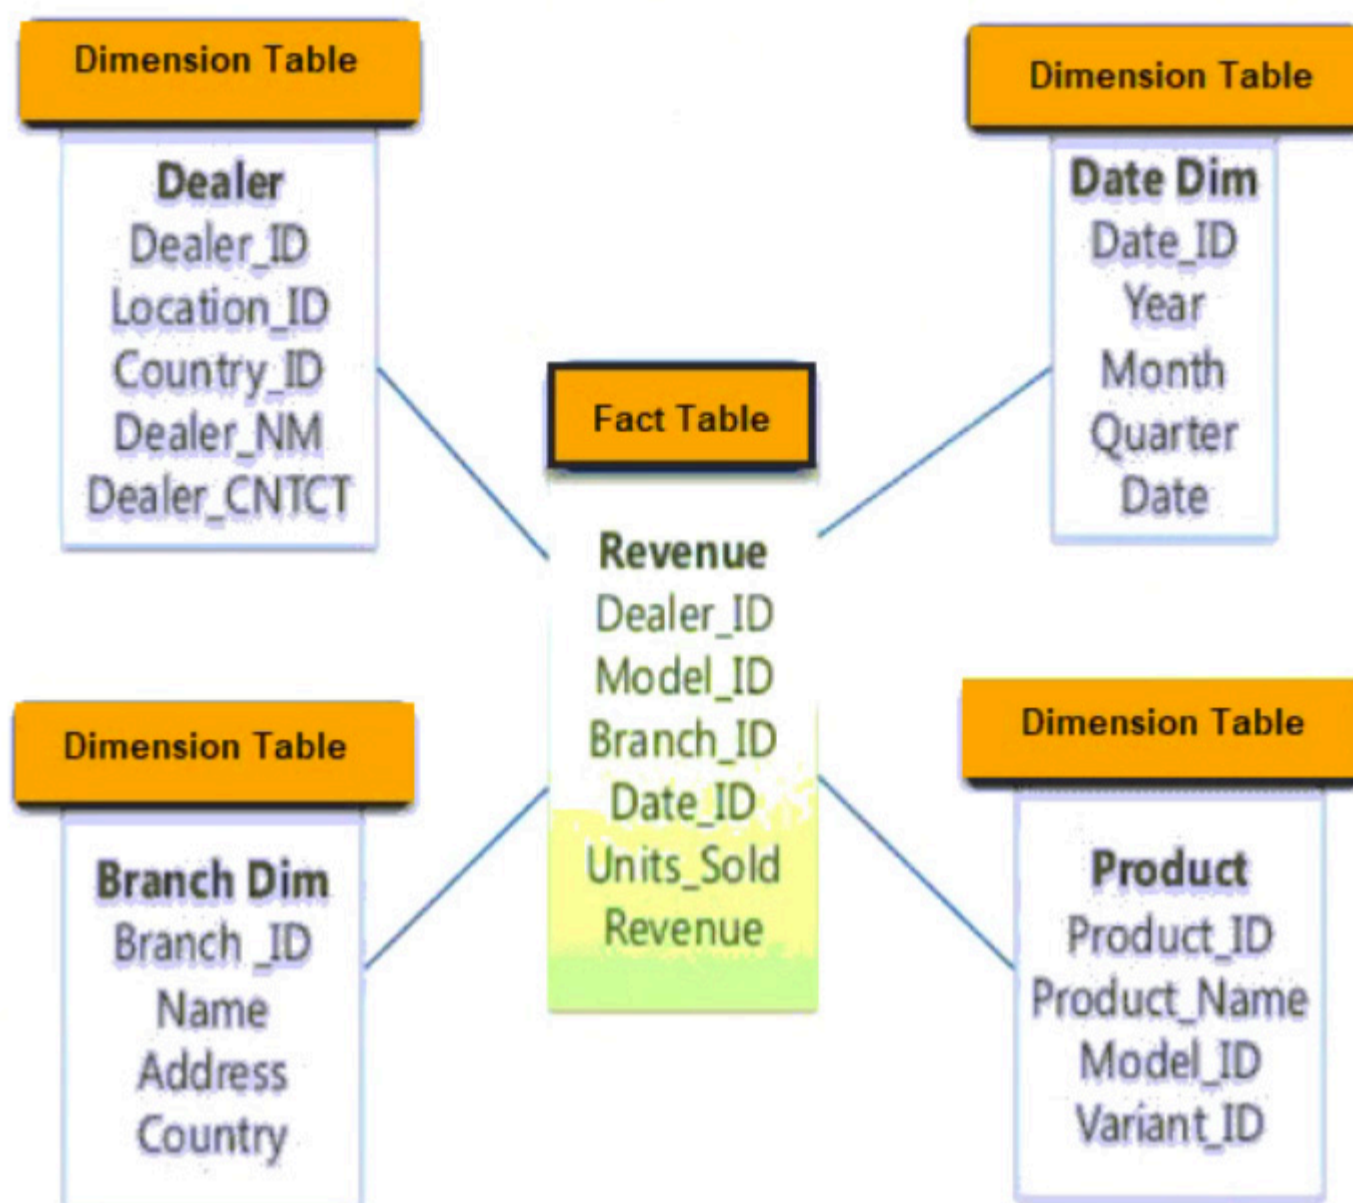 Dimension Table
Dealer
Dealer_ID
Location_ID
Country_ID
Dealer_NM
Dealer_CNTCT
Dimension Table
Date Dim
Date_ID
Year
Month
Quarter
Date
Fact Table
Revenue
Dealer_ID
Model_ID
Branch_ID
Date_ID
Units_Sold
Revenue
Dimension Table
Branch Dim
Branch _ID
Name
Address
Country
Dimension Table
Product
Product_ID
Product_Name
Model_ID
Variant_ID